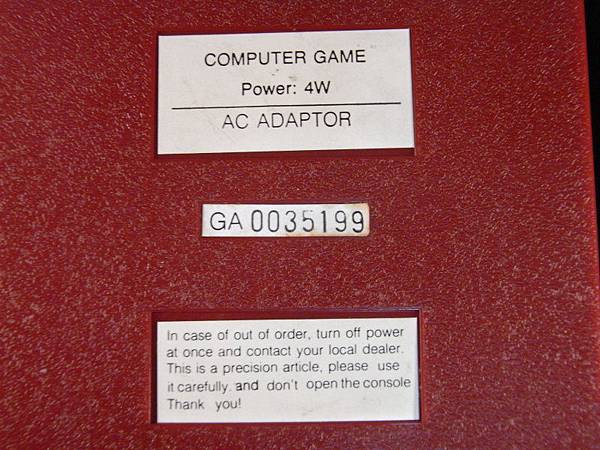 COMPUTER GAME
Power: 4W
AC ADAPTOR
GA 0035199
In case of out of order, turn off power
at once and contact your local dealer.
This is a precision article, please use
it carefully. and don't open the console
Thank you!